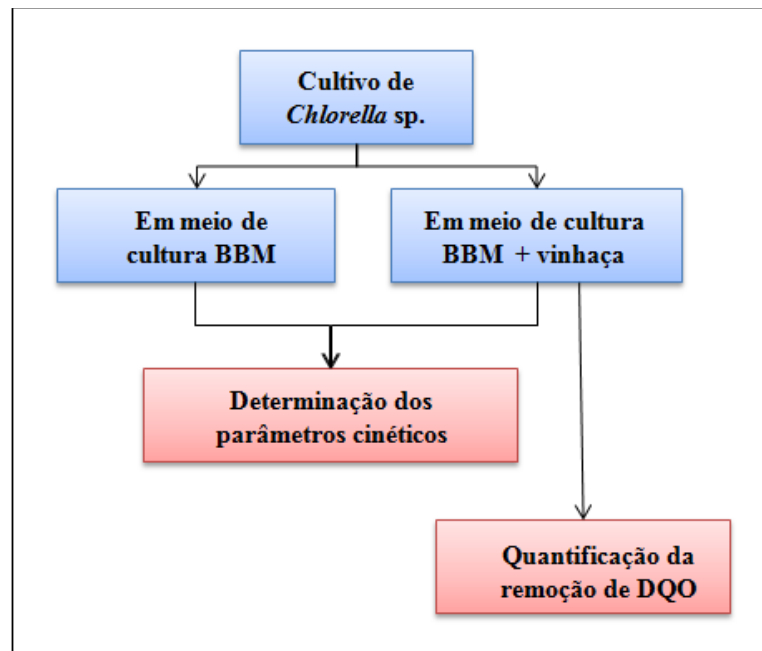 Cultivo de
Chlorella sp.
Em meio de
cultura BBM
Em meio de cultura
BBM + vinhaça
Determinação dos
parâmetros cinéticos
Quantificação da
remoção de DQO